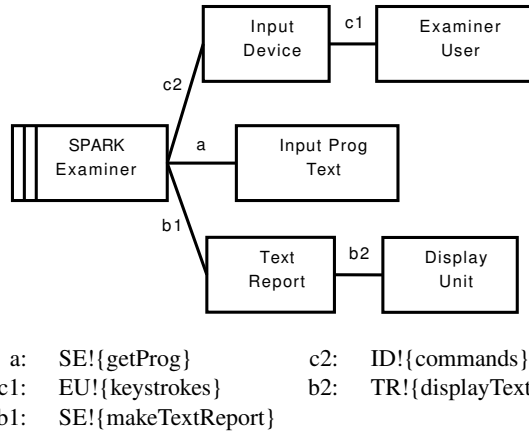 Input
Device
c1
Examiner
User
c2
SPARK
Examiner
a
Input Prog
Text
b1
Text
Report
b2
Display
Unit
a: SE!{getProg} c2: ID!{commands}
c1: EU!{keystrokes} b2: TR!{displayText
b1: SE!{makeTextReport}